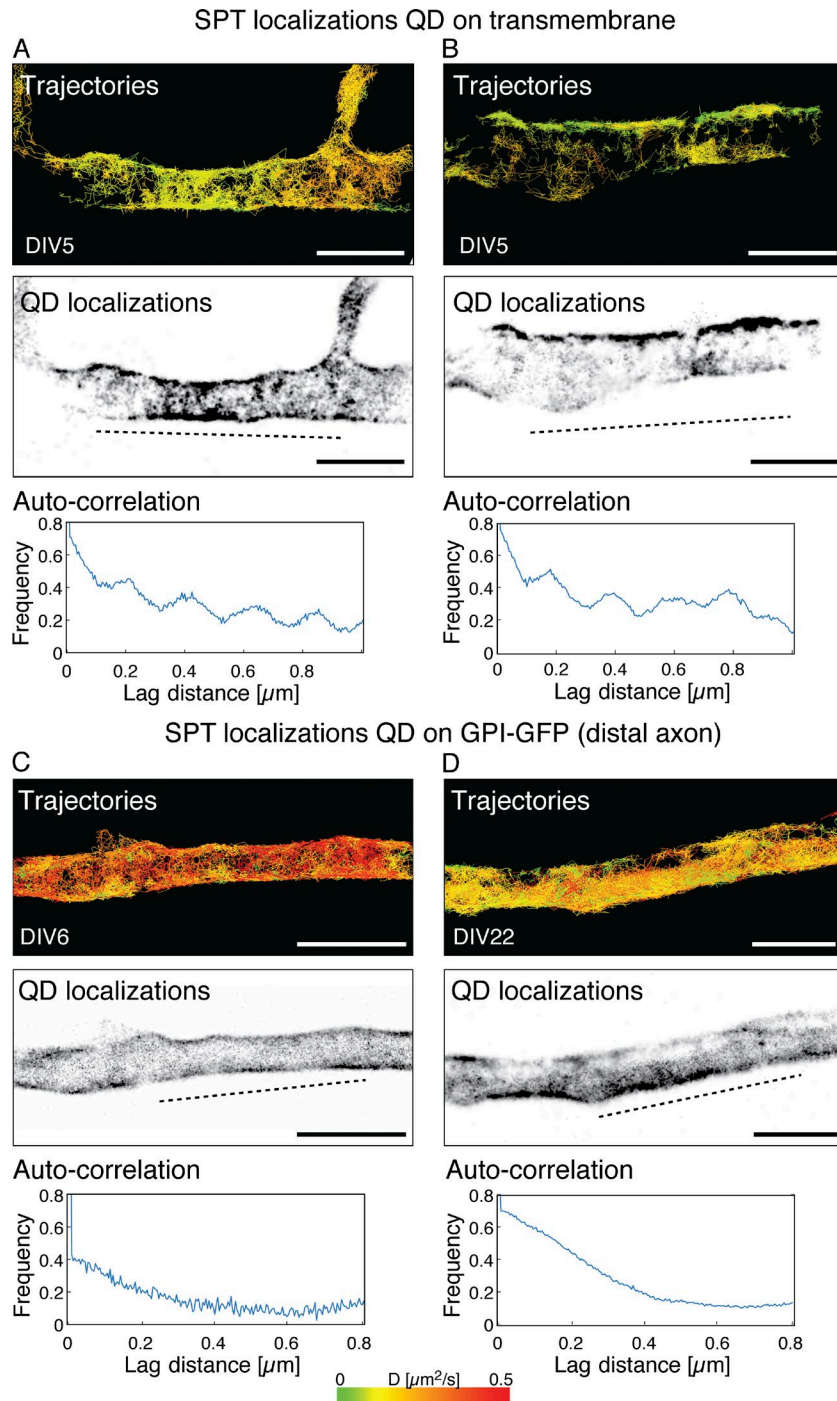 SPT localizations QD on transmembrane
A
B
Trajectories
Trajectories
DIV5
DIV5
QD localizations
QD localizations
Auto-correlation
Auto-correlation
0.8
0.6
0.4
0.2
0
Frequency
0 0.2 0.4 0.6 0.8
Lag distance [µm]
0.8
0.6
0.4
0.2
0
Frequency
0 0.2 0.4 0.6 0.8
Lag distance [µm]
SPT localizations QD on GPI-GFP (distal axon)
C
D
Trajectories
Trajectories
DIV6
DIV22
QD localizations
QD localizations
Auto-correlation
Auto-correlation
0.8
0.6
0.4
0.2
0
Frequency
0 0.2 0.4 0.6 0.8
Lag distance [µm]
0.8
0.6
0.4
0.2
0
Frequency
0 0.2 0.4 0.6 0.8
Lag distance [µm]
0 D [µm²/s] 0.5